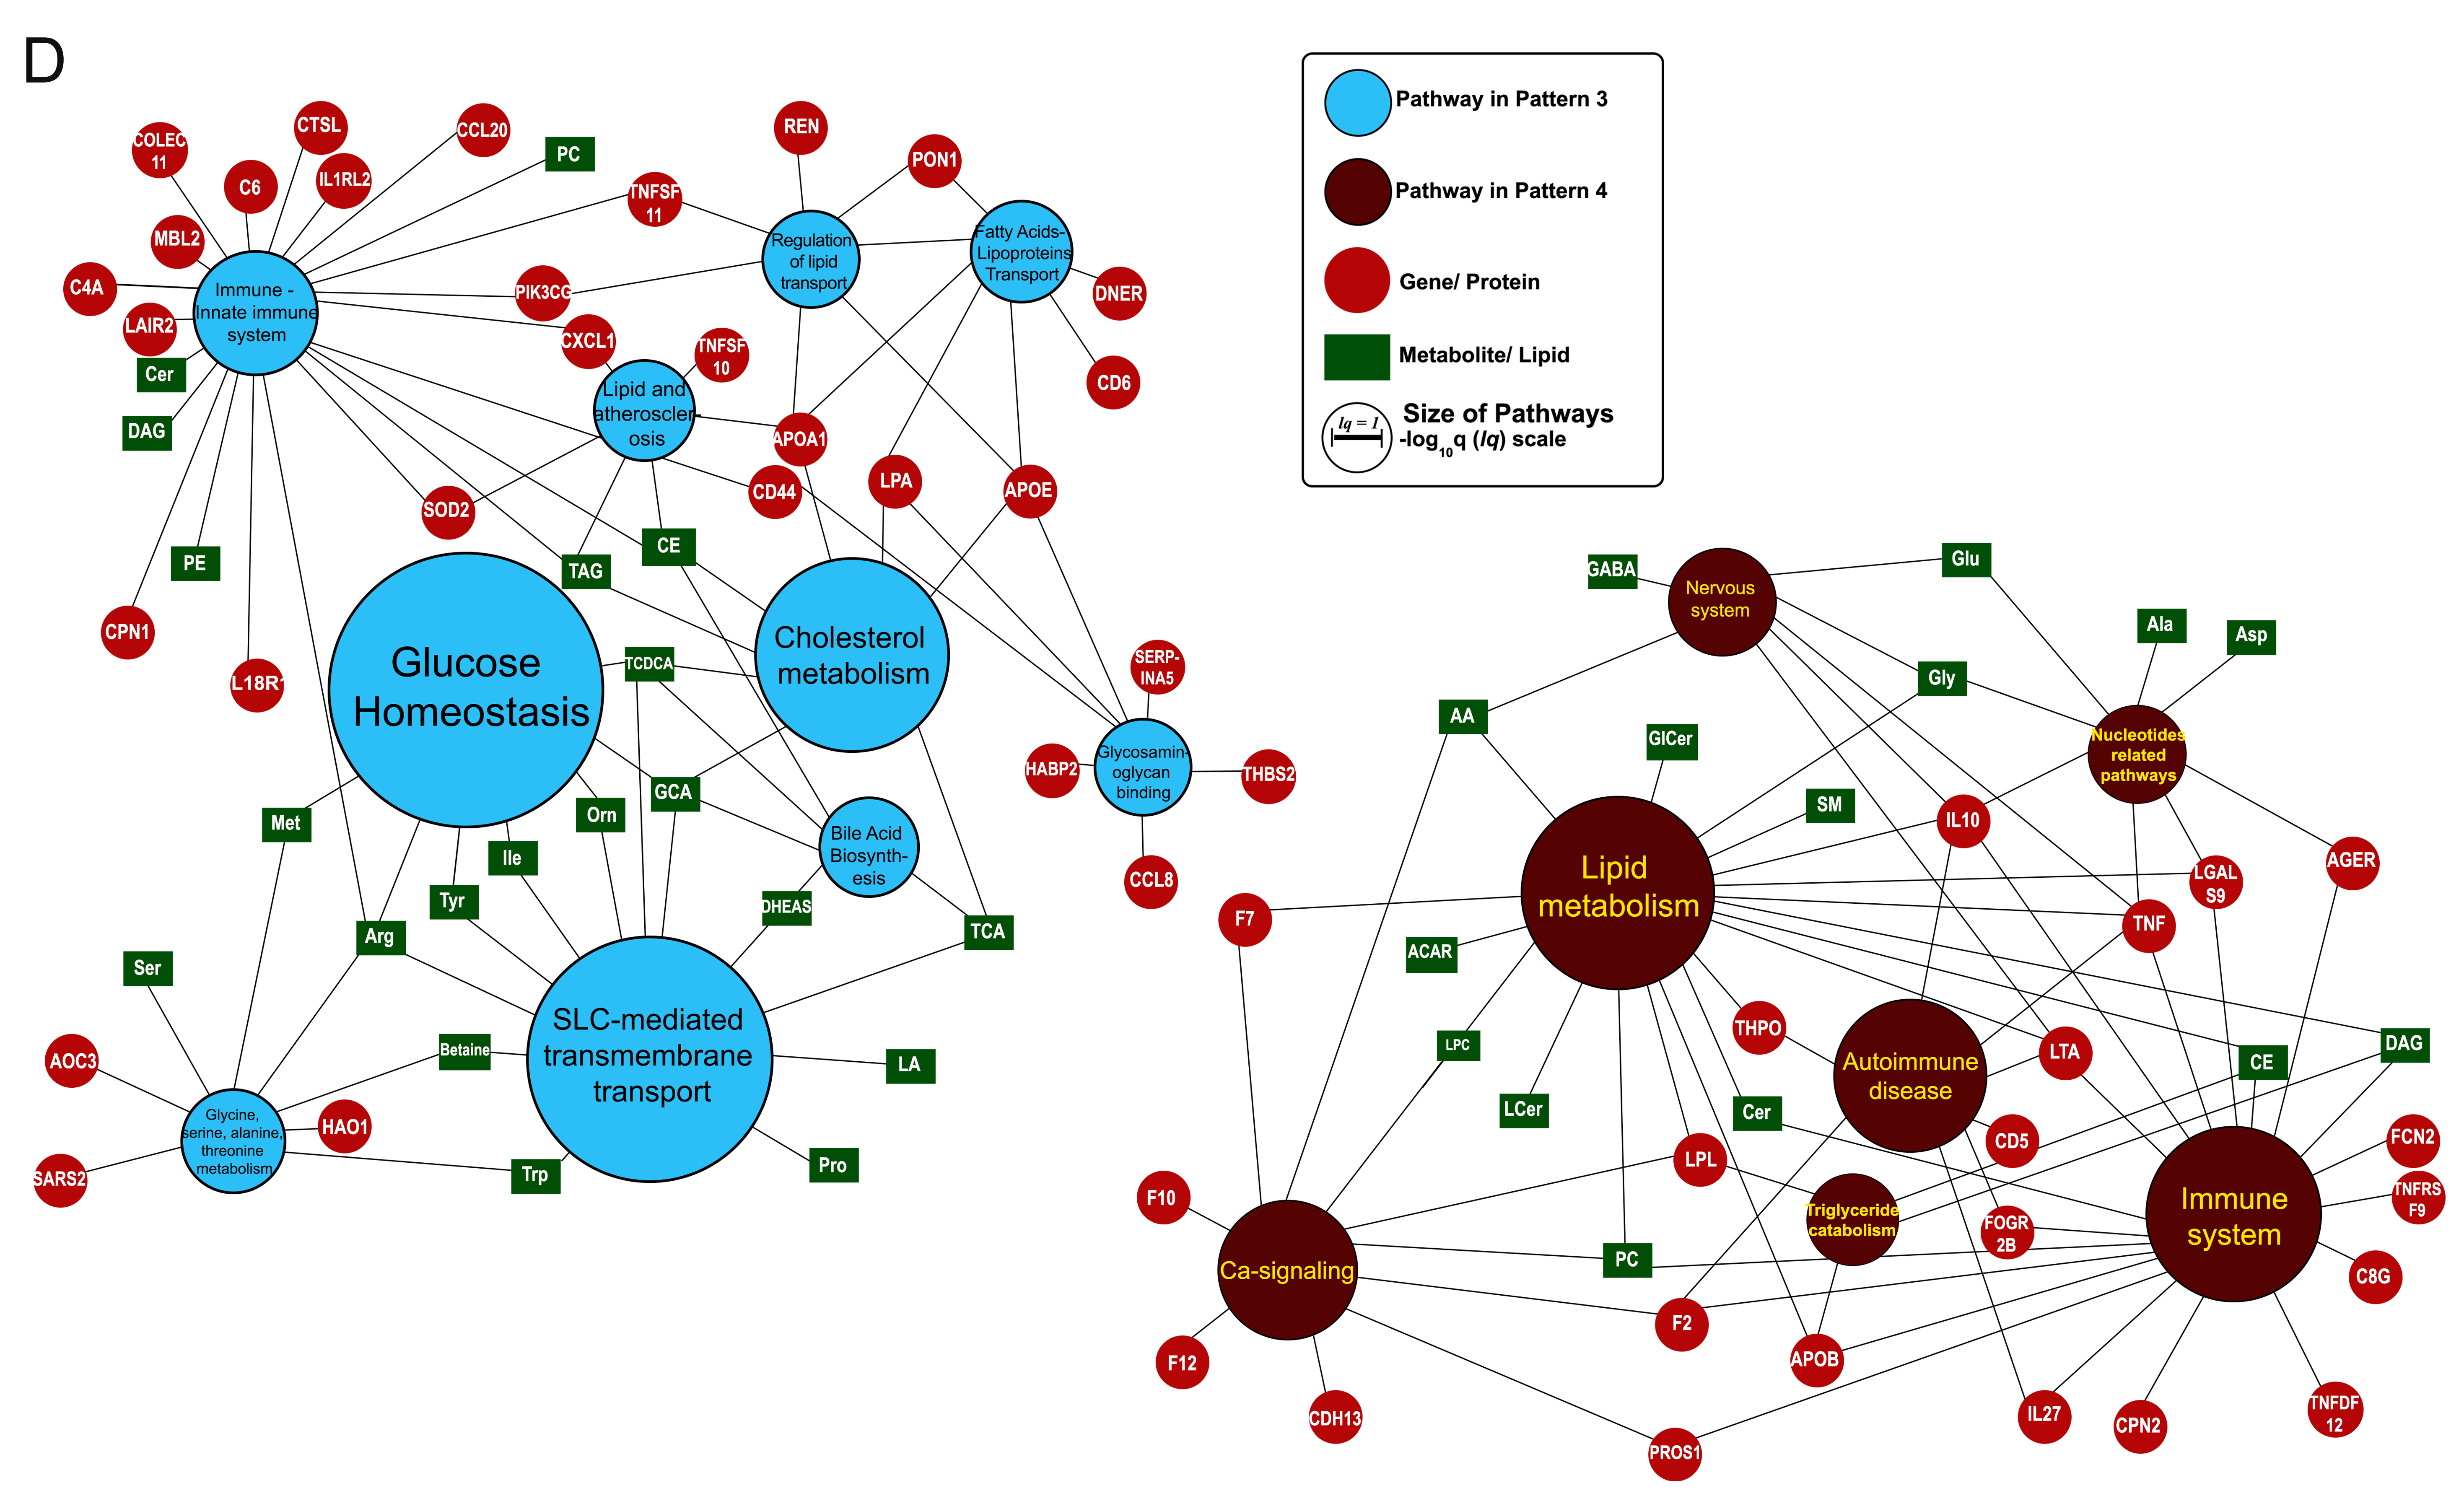 D
Pathway in Pattern 3
Pathway in Pattern 4
Gene/ Protein
Metabolite/ Lipid
lq = 1
Size of Pathways
-log10q (lq) scale
COLEC
11
CTSL
CCL20
PC
C6
IL1RL2
MBL2
C4A
LAIR2
Cer
DAG
Immune -
Innate immune
system
TNFSF
11
PIK3CG
CXCL1
TNFSF
10
REN
PON1
Regulation
of lipid
transport
Fatty Acids-
Lipoproteins
Transport
DNER
CD6
Lipid and
atheroscler-
osis
APOA1
CD44
LPA
APOE
SOD2
PE
CPN1
L18R1
TAG
CE
Glucose
Homeostasis
TCDCA
Cholesterol
metabolism
SERP-
INA5
HABP2
Glycosamin-
oglycan
binding
THBS2
CCL8
Met
Orn
GCA
Ile
Tyr
Arg
Bile Acid
Biosynth-
esis
DHEAS
TCA
Ser
AOC3
Betaine
SLC-mediated
transmembrane
transport
LA
Pro
Glycine,
serine, alanine,
threonine
metabolism
HAO1
SARS2
Trp
GABA
Nervous
system
Glu
Ala
Asp
Gly
AA
GlCer
Nucleotides
related
pathways
SM
IL10
Lipid
metabolism
LGAL
S9
AGER
F7
TNF
ACAR
THPO
LPC
LCer
Cer
Autoimmune
disease
LTA
CE
DAG
CD5
FCN2
LPL
F10
Triglyceride
catabolism
FOGR
2B
TNFRS
F9
Immune
system
Ca-signaling
PC
C8G
F2
F12
APOB
CDH13
IL27
CPN2
TNFDF
12
PROS1